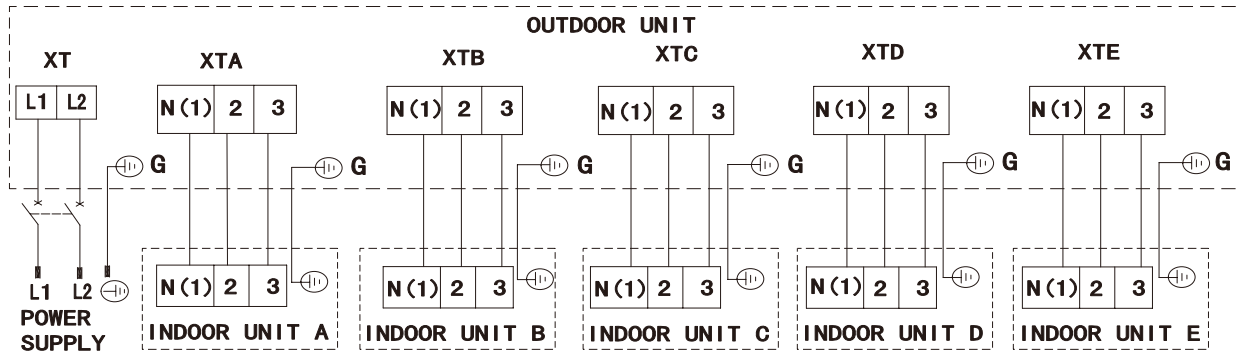 OUTDOOR UNIT
XT XTA XTB XTC XTD XTE
L1 L2 N(1) 2 3 N(1) 2 3 N(1) 2 3 N(1) 2 3 N(1) 2 3
G G G G G G
N(1) 2 3 N(1) 2 3 N(1) 2 3 N(1) 2 3 N(1) 2 3
L1 L2
POWER
SUPPLY
INDOOR UNIT A INDOOR UNIT B INDOOR UNIT C INDOOR UNIT D INDOOR UNIT E